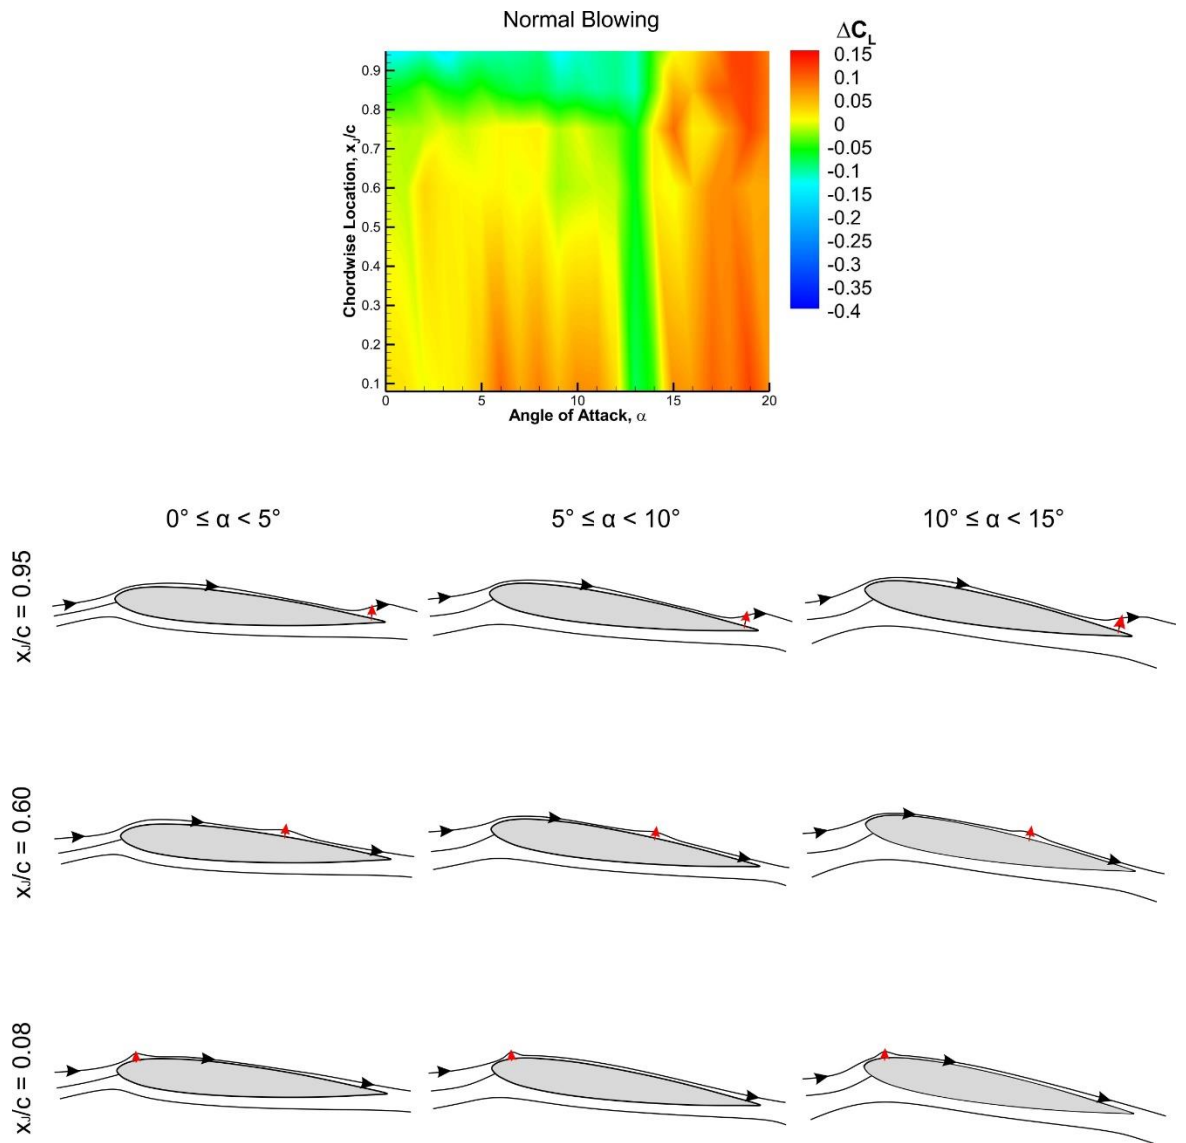 Normal Blowing
ΔC_L
0.15
0.1
0.05
0
-0.05
-0.1
-0.15
-0.2
-0.25
-0.3
-0.35
-0.4
Chordwise Location, x_J/c
0.9
0.8
0.7
0.6
0.5
0.4
0.3
0.2
0.1
0 5 10 15 20
Angle of Attack, α
0° ≤ α < 5° 5° ≤ α < 10° 10° ≤ α < 15°
x_J/c = 0.95
x_J/c = 0.60
x_J/c = 0.08